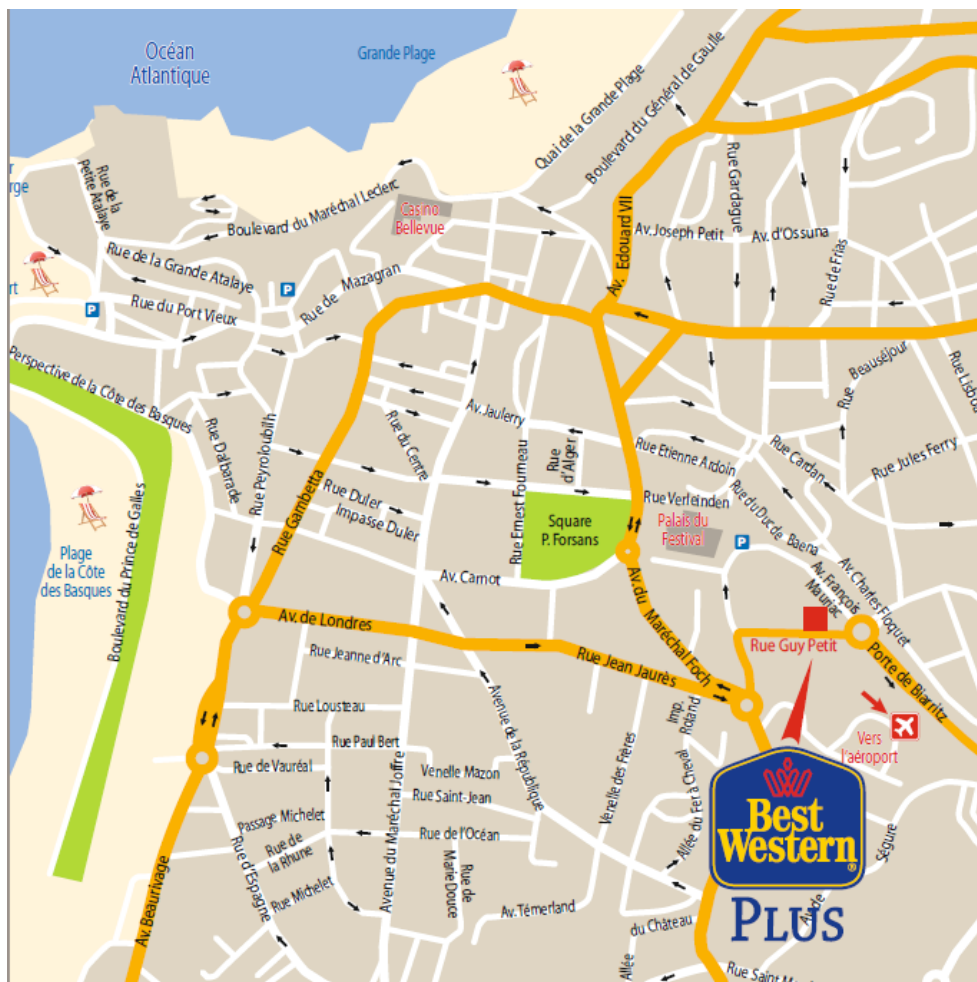 Océan
Atlantique
Grande Plage
Quai de la Grande Plage
Boulevard du Général de Gaulle
Rue de la
Petite Atalaye
Boulevard du Maréchal Leclerc
Casino
Bellevue
Rue Gardague
Av. Joseph Petit
Av. d'Ossuna
Av. Edouard VII
Rue de Frias
Rue de la Grande Atalaye
Rue de Mazagran
P
P
Rue du Port Vieux
Perspective de la Côte des Basques
Rue Beauséjour
Av. Jaulerry
Rue Dalbarade
Rue Peyroloubilh
Rue du Centre
Rue
d'Alger
Rue Etienne Ardoin
Rue Cardan
Rue Jules Ferry
Rue Gambetta
Rue Duler
Impasse Duler
Rue Ernest Fourneau
Square
P. Forsans
Rue Verleinden
Palais du
Festival
P
Rue du Duc de Baena
Av. Charles Floquet
Av. François
Mauriac
Plage
de la Côte
des Basques
Boulevard du Prince de Galles
Av. Carnot
Av. de Londres
Av. du Maréchal Foch
Rue Guy Petit
Porte de Biarritz
Rue Jeanne d'Arc
Rue Jean Jaurès
Imp.
Roland
Vers
l'aéroport
Rue Lousteau
Rue Paul Bert
Rue de Vauréal
Avenue de la République
Venelle Mazon
Rue Saint-Jean
Venelle des Frères
Allée du Fer à Cheval
Avenue du Maréchal Joffre
Passage Michelet
Rue de
la Rhune
Rue de l'Océan
Rue de
Marie Douce
Rue d'Espagne
Rue Michelet
Av. Beaurivage
Av. Témerland
Allée
du Château
Best
Western
®
PLUS
Av. de
Ségure